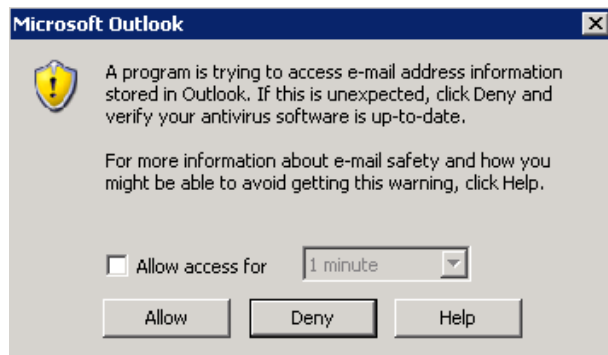 Microsoft Outlook
A program is trying to access e-mail address information
stored in Outlook. If this is unexpected, click Deny and
verify your antivirus software is up-to-date.
For more information about e-mail safety and how you
might be able to avoid getting this warning, click Help.
Allow access for 1 minute
Allow Deny Help